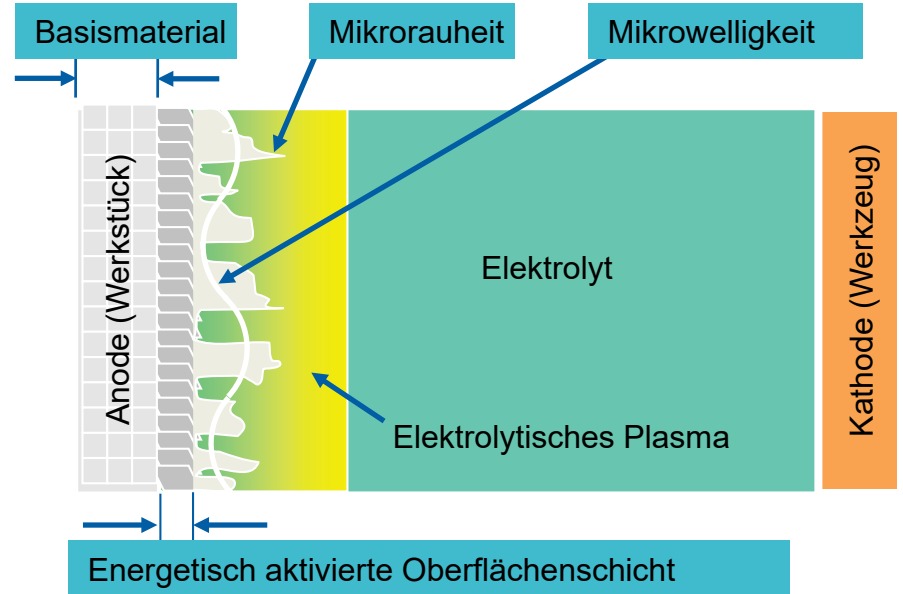 Basismaterial
Mikrorauheit
Mikrowelligkeit
Anode (Werkstück)
Elektrolyt
Kathode (Werkzeug)
Elektrolytisches Plasma
Energetisch aktivierte Oberflächenschicht